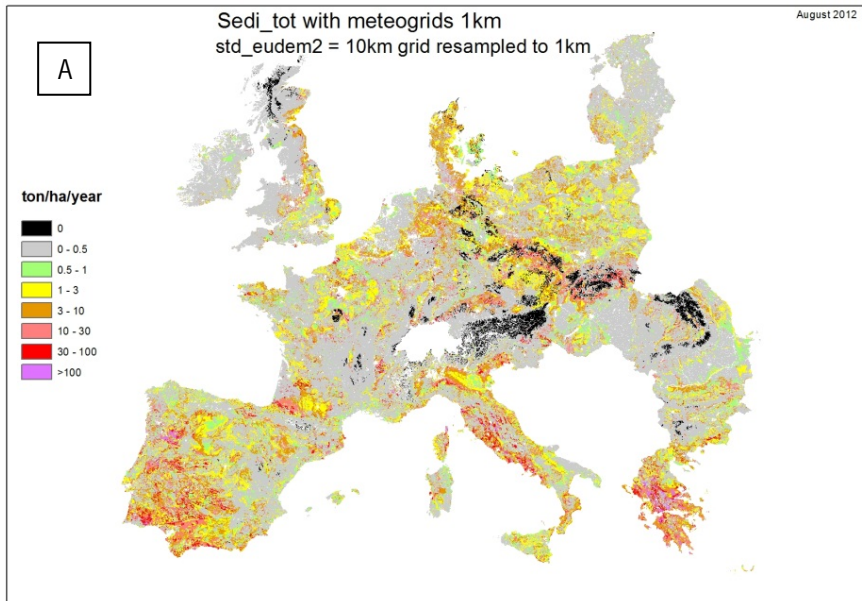 Sedi_tot with meteogrids 1km
August 2012
std_eudem2 = 10km grid resampled to 1km
A
ton/ha/year
0
0 - 0.5
0.5 - 1
1 - 3
3 - 10
10 - 30
30 - 100
>100